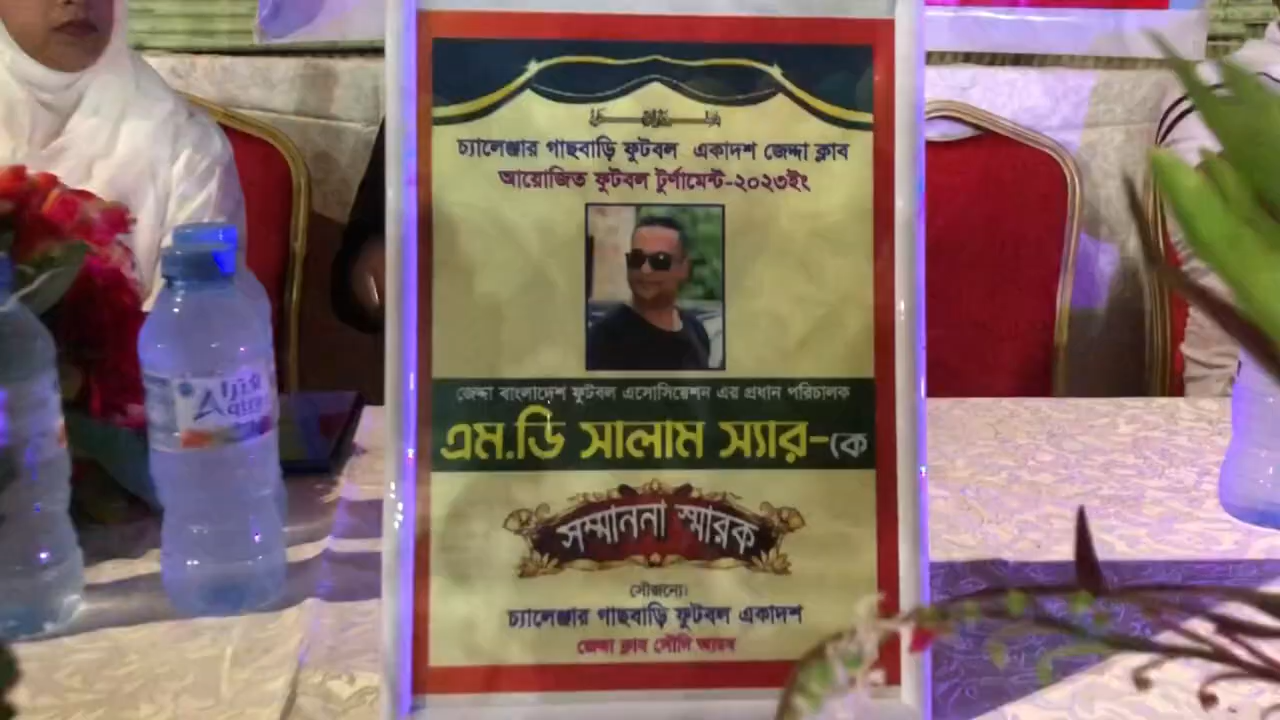 চ্যালেঞ্জার গাছবাড়ি ফুটবল একাদশ জেদ্দা ক্লাব
আয়োজিত ফুটবল টুর্ণামেন্ট-২০২৩ইং
জেদ্দা বাংলাদেশ ফুটবল এসোসিয়েশন এর প্রধান পরিচালক
এম.ডি সালাম স্যার-কে
সম্মাননা স্মারক
সৌজন্যে।
চ্যালেঞ্জার গাছবাড়ি ফুটবল একাদশ
জেদ্দা ক্লাব সৌদি আরব